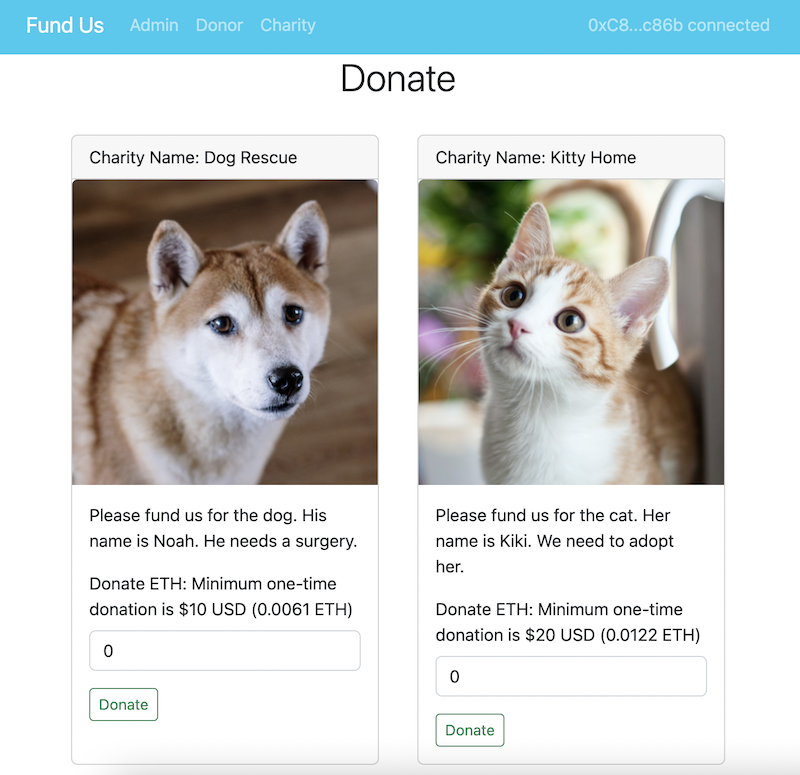 Fund Us Admin Donor Charity 0xC8...c86b connected
Donate
Charity Name: Dog Rescue
Please fund us for the dog. His
name is Noah. He needs a surgery.
Donate ETH: Minimum one-time
donation is $10 USD (0.0061 ETH)
0
Donate
Charity Name: Kitty Home
Please fund us for the cat. Her
name is Kiki. We need to adopt
her.
Donate ETH: Minimum one-time
donation is $20 USD (0.0122 ETH)
0
Donate